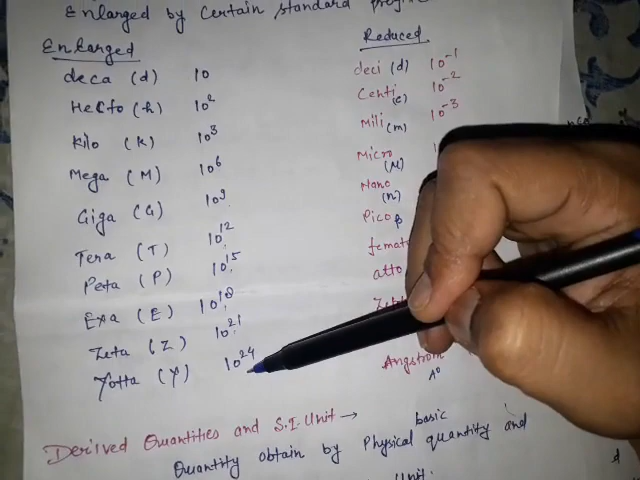 Enlarged by Certain standard
Enlarged
deca (d) 10
Hecto (h) 10²
Kilo (k) 10³
Mega (M) 10⁶
Giga (G) 10⁹
Tera (T) 10¹²
Peta (P) 10¹⁵
Exa (E) 10¹⁸
Zeta (Z) 10²¹
Yotta (Y) 10²⁴
Reduced
deci (d) 10⁻¹
Centi (c) 10⁻²
Mili (m) 10⁻³
Micro (μ)
Nano (n)
Pico p
femto
atto
Angstrom
A°
Derived Quantities and S.I. Unit →
basic
Quantity obtain by Physical quantity and
Unit.